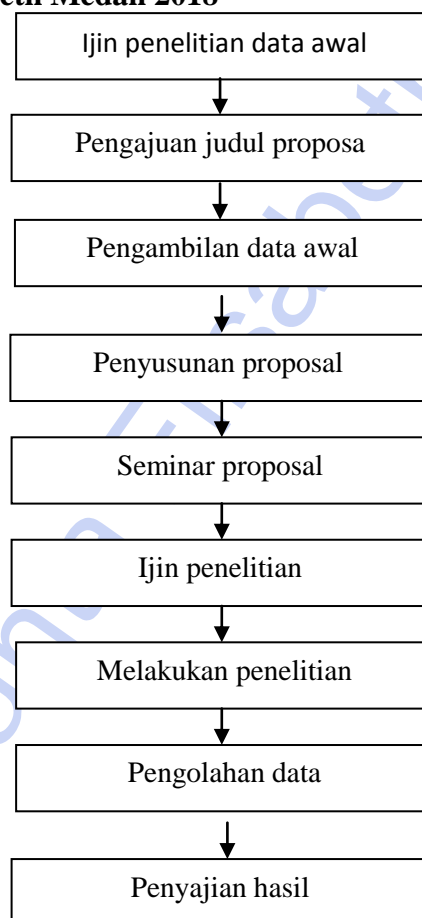 Medan 2018
Ijin penelitian data awal
Pengajuan judul proposa
Pengambilan data awal
Penyusunan proposal
Seminar proposal
Ijin penelitian
Melakukan penelitian
Pengolahan data
Penyajian hasil